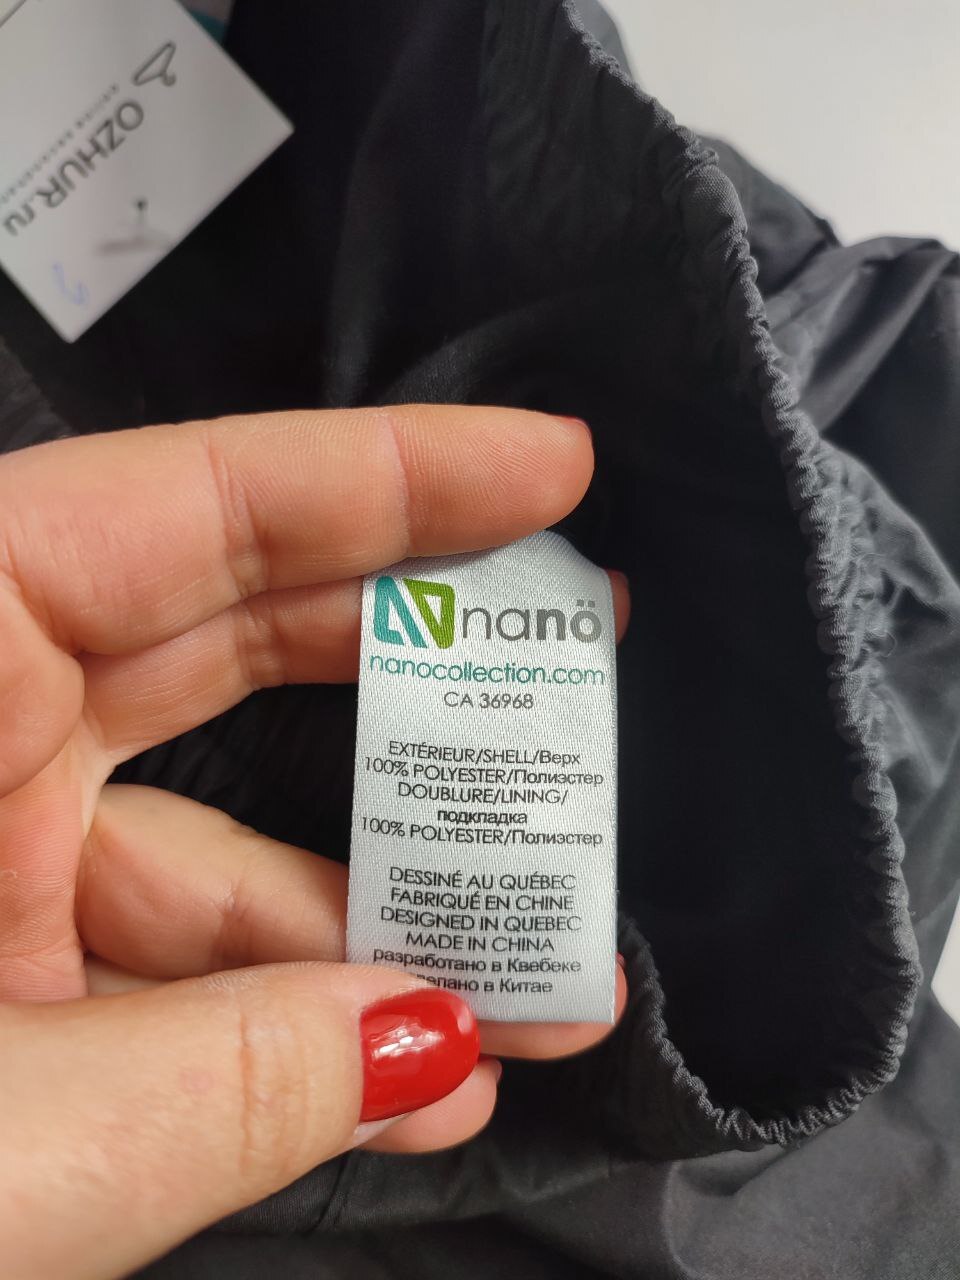 OZHUR.ru
nanö
nanocollection.com
CA 36968
EXTÉRIEUR/SHELL/Верх
100% POLYESTER/Полиэстер
DOUBLURE/LINING/
подкладка
100% POLYESTER/Полиэстер
DESSINÉ AU QUÉBEC
FABRIQUÉ EN CHINE
DESIGNED IN QUEBEC
MADE IN CHINA
разработано в Квебеке
в Китае